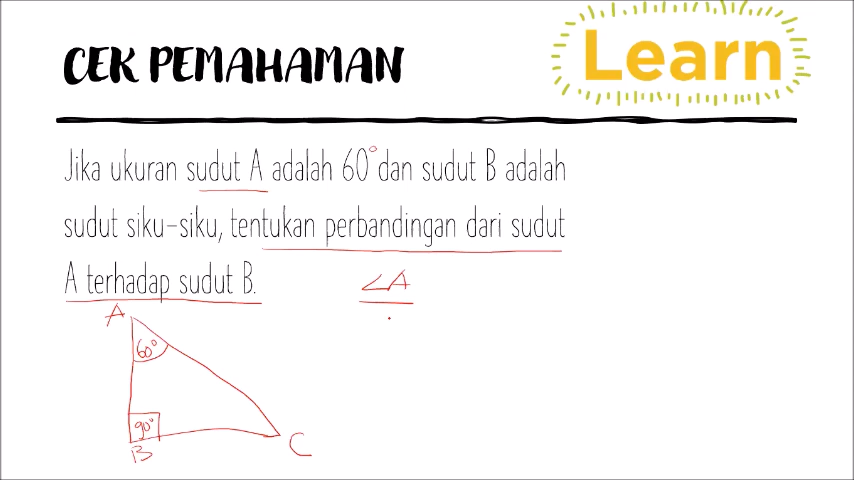 CEK PEMAHAMAN
Learn
Jika ukuran sudut A adalah 60° dan sudut B adalah
sudut siku-siku, tentukan perbandingan dari sudut
A terhadap sudut B.
∠A
A
60°
90°
B
C